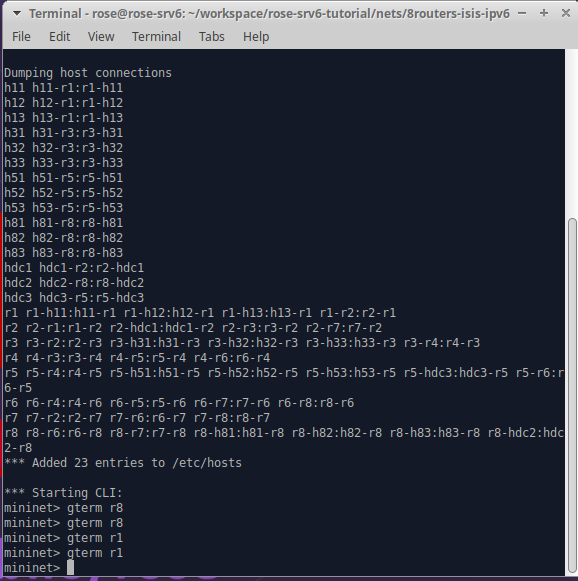 Terminal - rose@rose-srv6: ~/workspace/rose-srv6-tutorial/nets/8routers-isis-ipv6
File Edit View Terminal Tabs Help
Dumping host connections
h11 h11-r1:r1-h11
h12 h12-r1:r1-h12
h13 h13-r1:r1-h13
h31 h31-r3:r3-h31
h32 h32-r3:r3-h32
h33 h33-r3:r3-h33
h51 h51-r5:r5-h51
h52 h52-r5:r5-h52
h53 h53-r5:r5-h53
h81 h81-r8:r8-h81
h82 h82-r8:r8-h82
h83 h83-r8:r8-h83
hdc1 hdc1-r2:r2-hdc1
hdc2 hdc2-r8:r8-hdc2
hdc3 hdc3-r5:r5-hdc3
r1 r1-h11:h11-r1 r1-h12:h12-r1 r1-h13:h13-r1 r1-r2:r2-r1
r2 r2-r1:r1-r2 r2-hdc1:hdc1-r2 r2-r3:r3-r2 r2-r7:r7-r2
r3 r3-r2:r2-r3 r3-h31:h31-r3 r3-h32:h32-r3 r3-h33:h33-r3 r3-r4:r4-r3
r4 r4-r3:r3-r4 r4-r5:r5-r4 r4-r6:r6-r4
r5 r5-r4:r4-r5 r5-h51:h51-r5 r5-h52:h52-r5 r5-h53:h53-r5 r5-hdc3:hdc3-r5 r5-r6:r
6-r5
r6 r6-r4:r4-r6 r6-r5:r5-r6 r6-r7:r7-r6 r6-r8:r8-r6
r7 r7-r2:r2-r7 r7-r6:r6-r7 r7-r8:r8-r7
r8 r8-r6:r6-r8 r8-r7:r7-r8 r8-h81:h81-r8 r8-h82:h82-r8 r8-h83:h83-r8 r8-hdc2:hdc
2-r8
*** Added 23 entries to /etc/hosts
*** Starting CLI:
mininet> gterm r8
mininet> gterm r8
mininet> gterm r1
mininet> gterm r1
mininet>